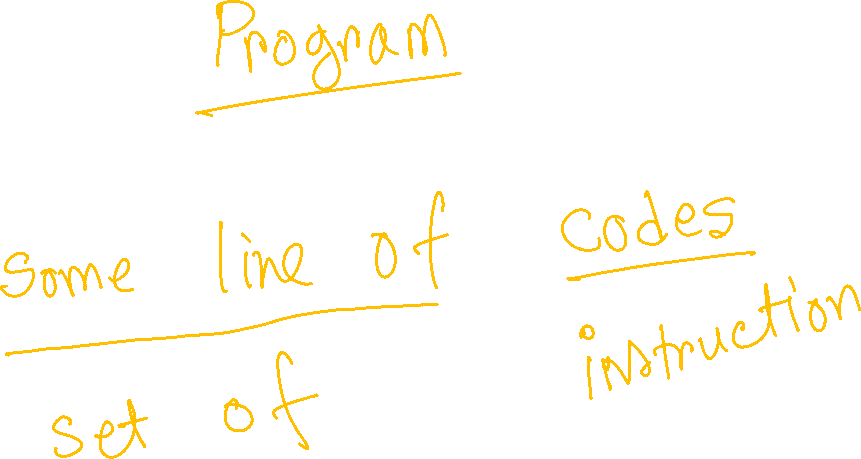 Program
some line of codes
set of instruction